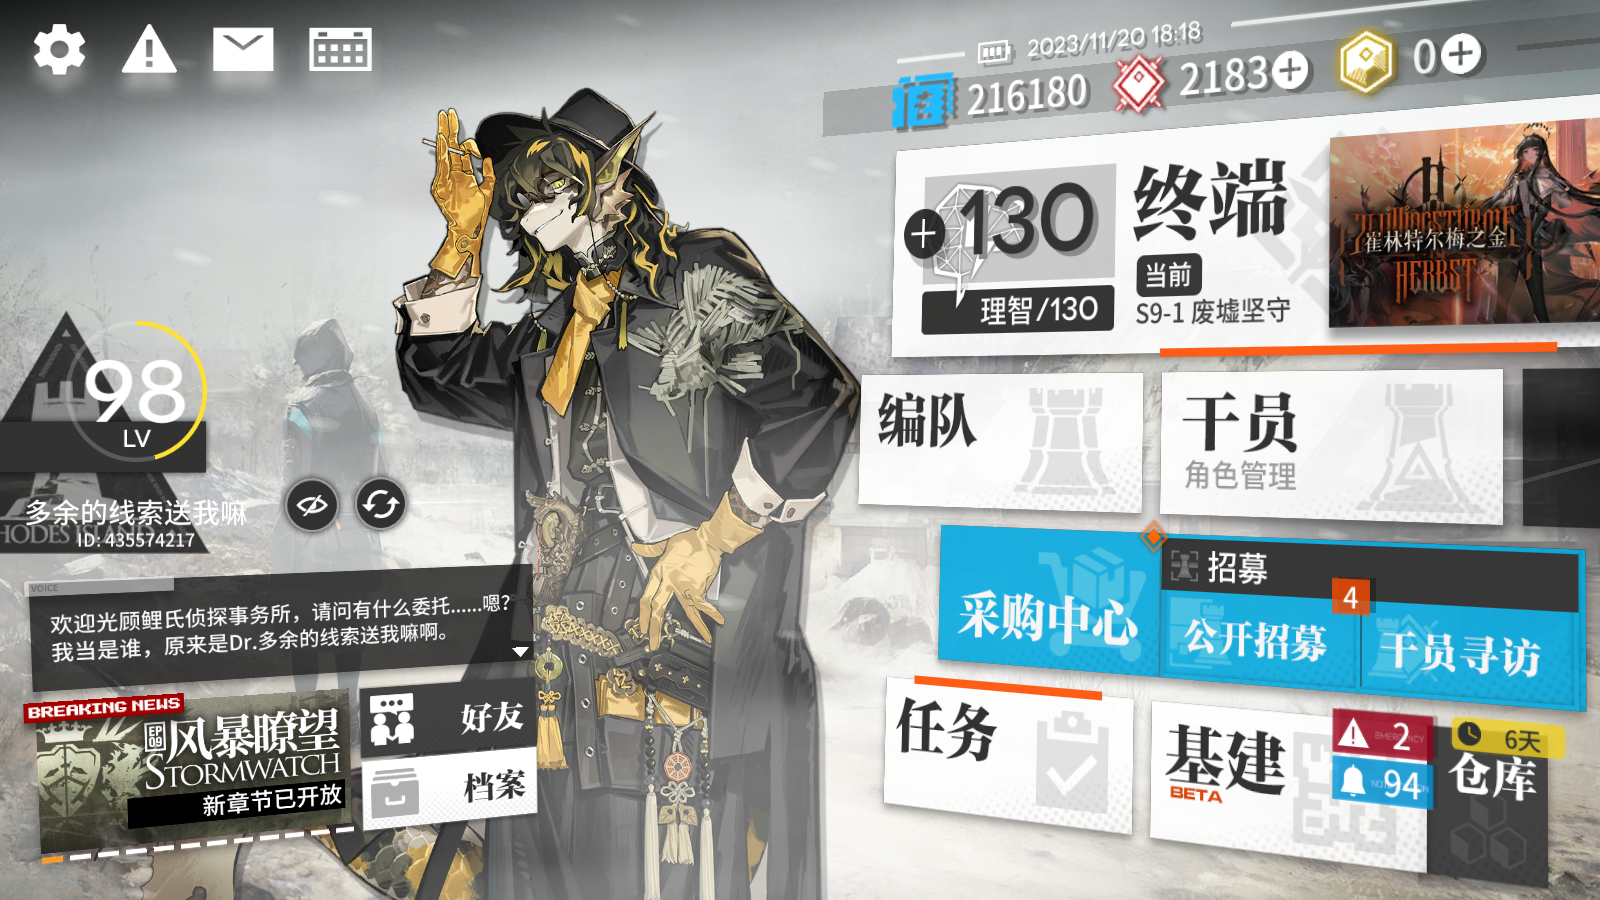 2023/11/20 18:18
216180
2183
0
130
理智/130
终端
当前
S9-1 废墟坚守
Zwillingstürme
崔林特尔梅之金
HERBST
98
LV
多余的线索送我嘛
ID: 435574217
编队
干员
角色管理
招募
4
采购中心
公开招募
干员寻访
VOICE
欢迎光顾鲤氏侦探事务所，请问有什么委托......嗯？
我当是谁，原来是Dr.多余的线索送我嘛啊。
BREAKING NEWS
EP 09
风暴瞭望
STORMWATCH
新章节已开放
好友
档案
任务
基建
BETA
EMERGENCY
2
94
6天
仓库